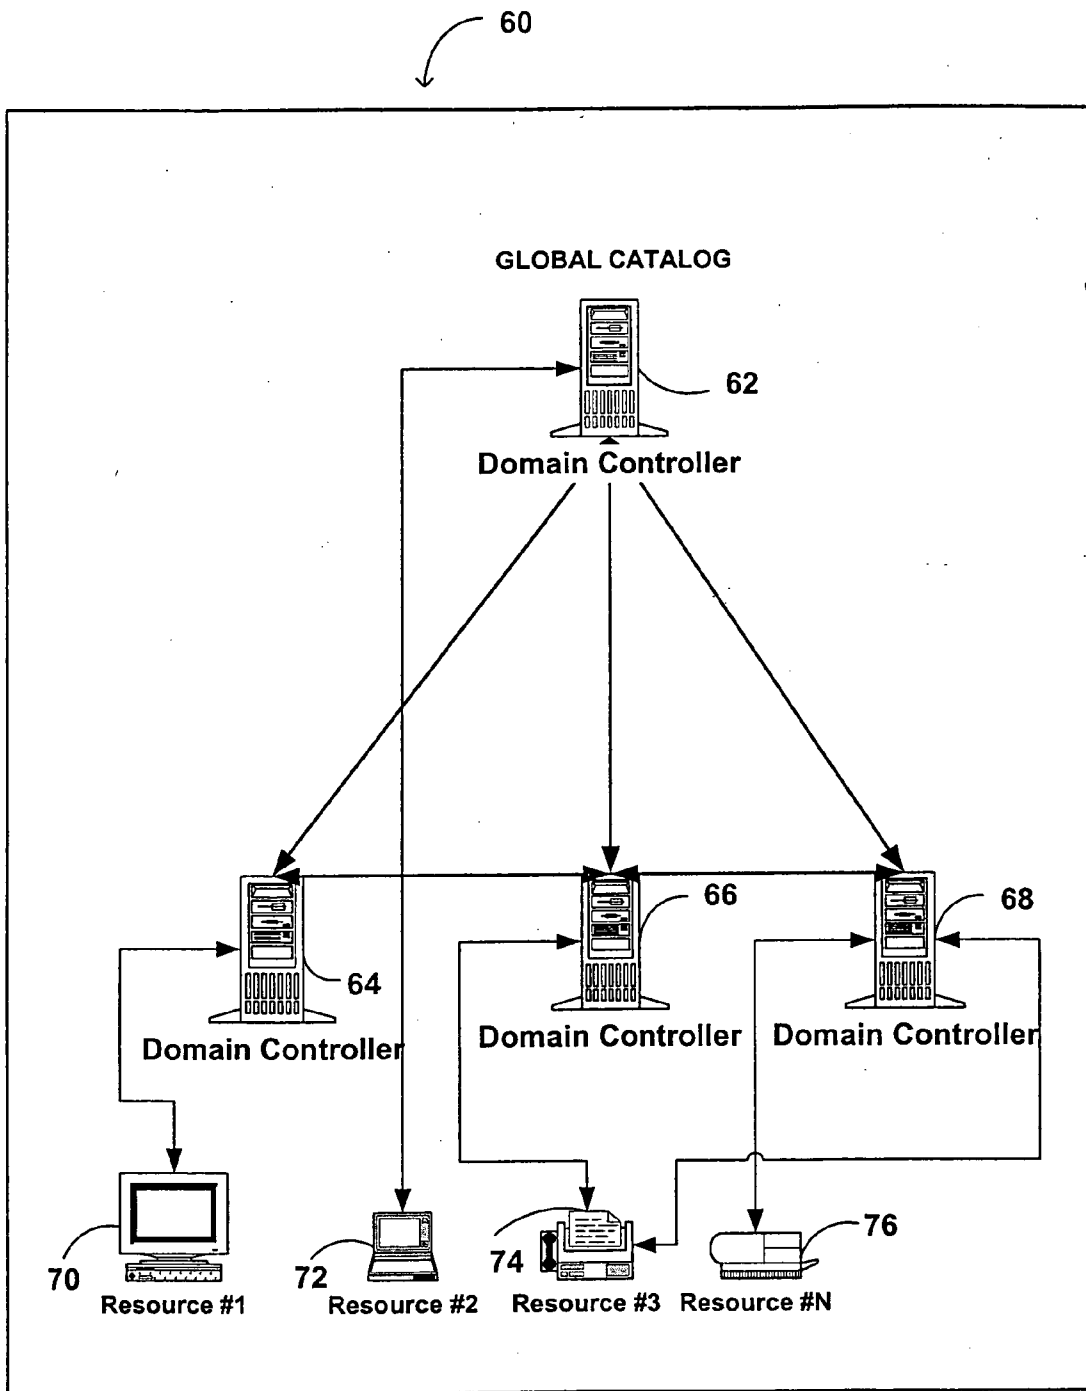 60
GLOBAL CATALOG
62
Domain Controller
66
68
64
Domain Controller
Domain Controller
Domain Controller
70
72
74
76
Resource #1
Resource #2
Resource #3
Resource #N